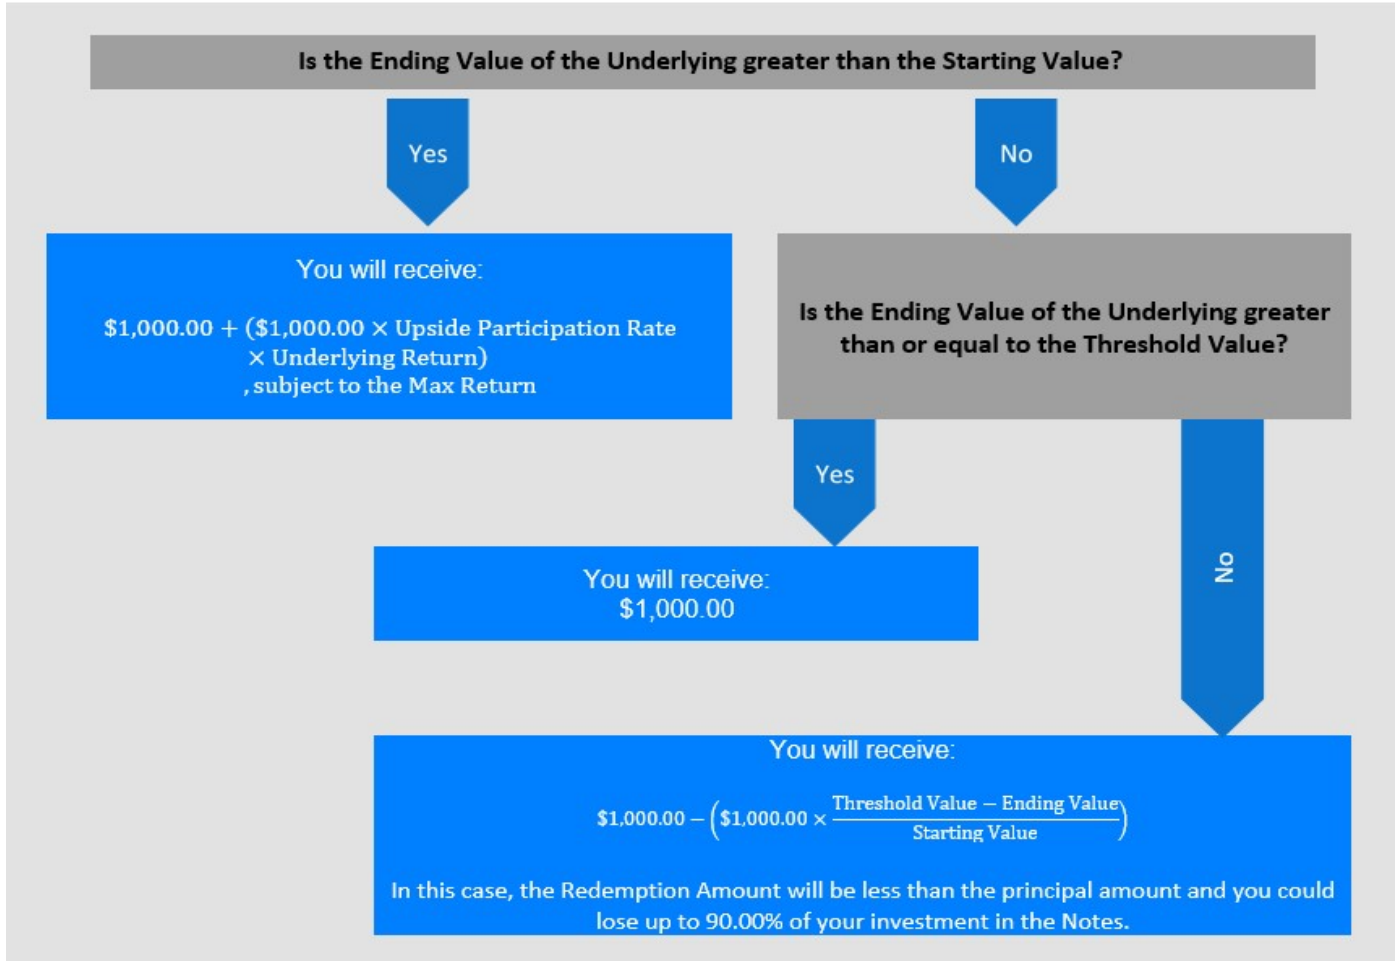 Is the Ending Value of the Underlying greater than the Starting Value?
Yes
No
You will receive:
$1,000.00 + ($1,000.00 × Upside Participation Rate
× Underlying Return)
, subject to the Max Return
Is the Ending Value of the Underlying greater
than or equal to the Threshold Value?
Yes
No
You will receive:
$1,000.00
You will receive:
$1,000.00 − ($1,000.00 × Threshold Value − Ending Value
Starting Value)
In this case, the Redemption Amount will be less than the principal amount and you could
lose up to 90.00% of your investment in the Notes.